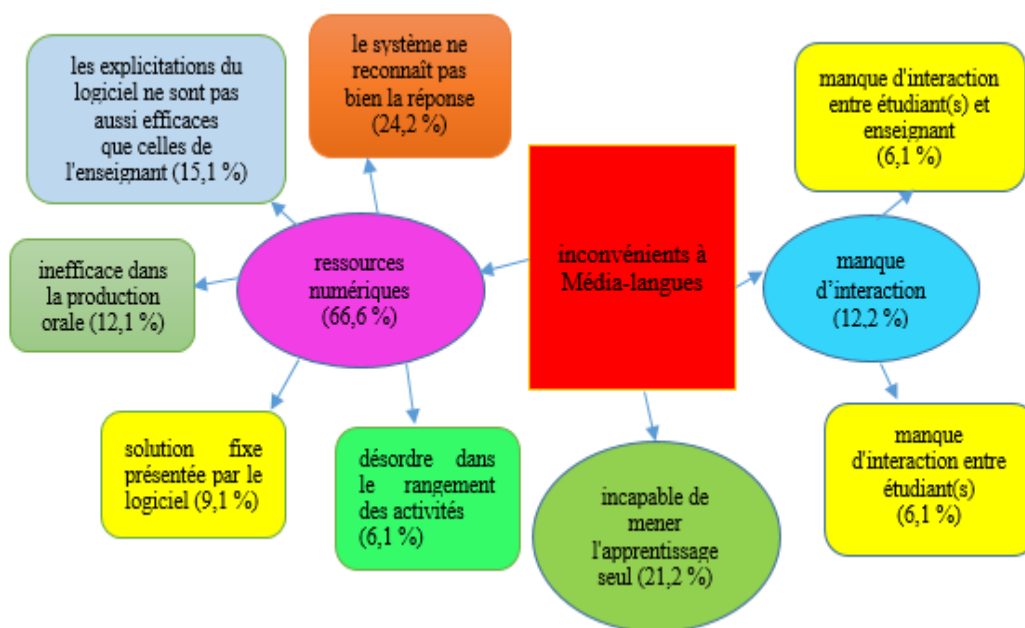 les explicitations du
logiciel ne sont pas
aussi efficaces
que celles de
l'enseignant (15,1 %)
le système ne
reconnaît pas
bien la réponse
(24,2 %)
manque d'interaction
entre étudiant(s) et
enseignant
(6,1 %)
inefficace dans
la production
orale (12,1 %)
ressources
numériques
(66,6 %)
inconvénients à
Média-langues
manque
d’interaction
(12,2 %)
solution fixe
présentée par le
logiciel (9,1 %)
désordre dans
le rangement
des activités
(6,1 %)
incapable de
mener
l'apprentissage
seul (21,2 %)
manque
d'interaction entre
étudiant(s)
(6,1 %)